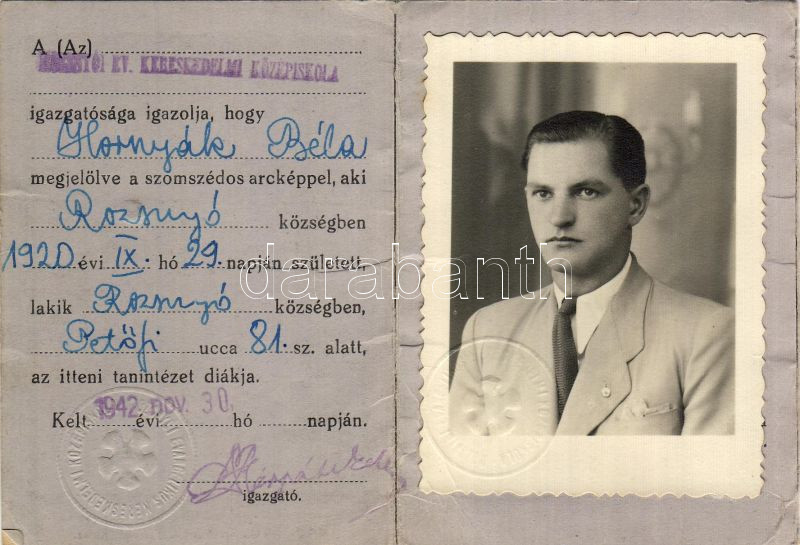 A (Az)
EV. KERESKEDELMI KÖZÉPISKOLA
igazgatósága igazolja, hogy
Hornyák Béla
megjelölve a szomszédos arcképpel, aki
Rozsnyó községben
1920 évi IX. hó 29. napján született,
lakik Rozsnyó községben,
Petőfi ucca 81. sz. alatt,
az itteni tanintézet diákja.
1942. NOV. 30.
Kelt évi hó napján.
igazgató.
darabanth